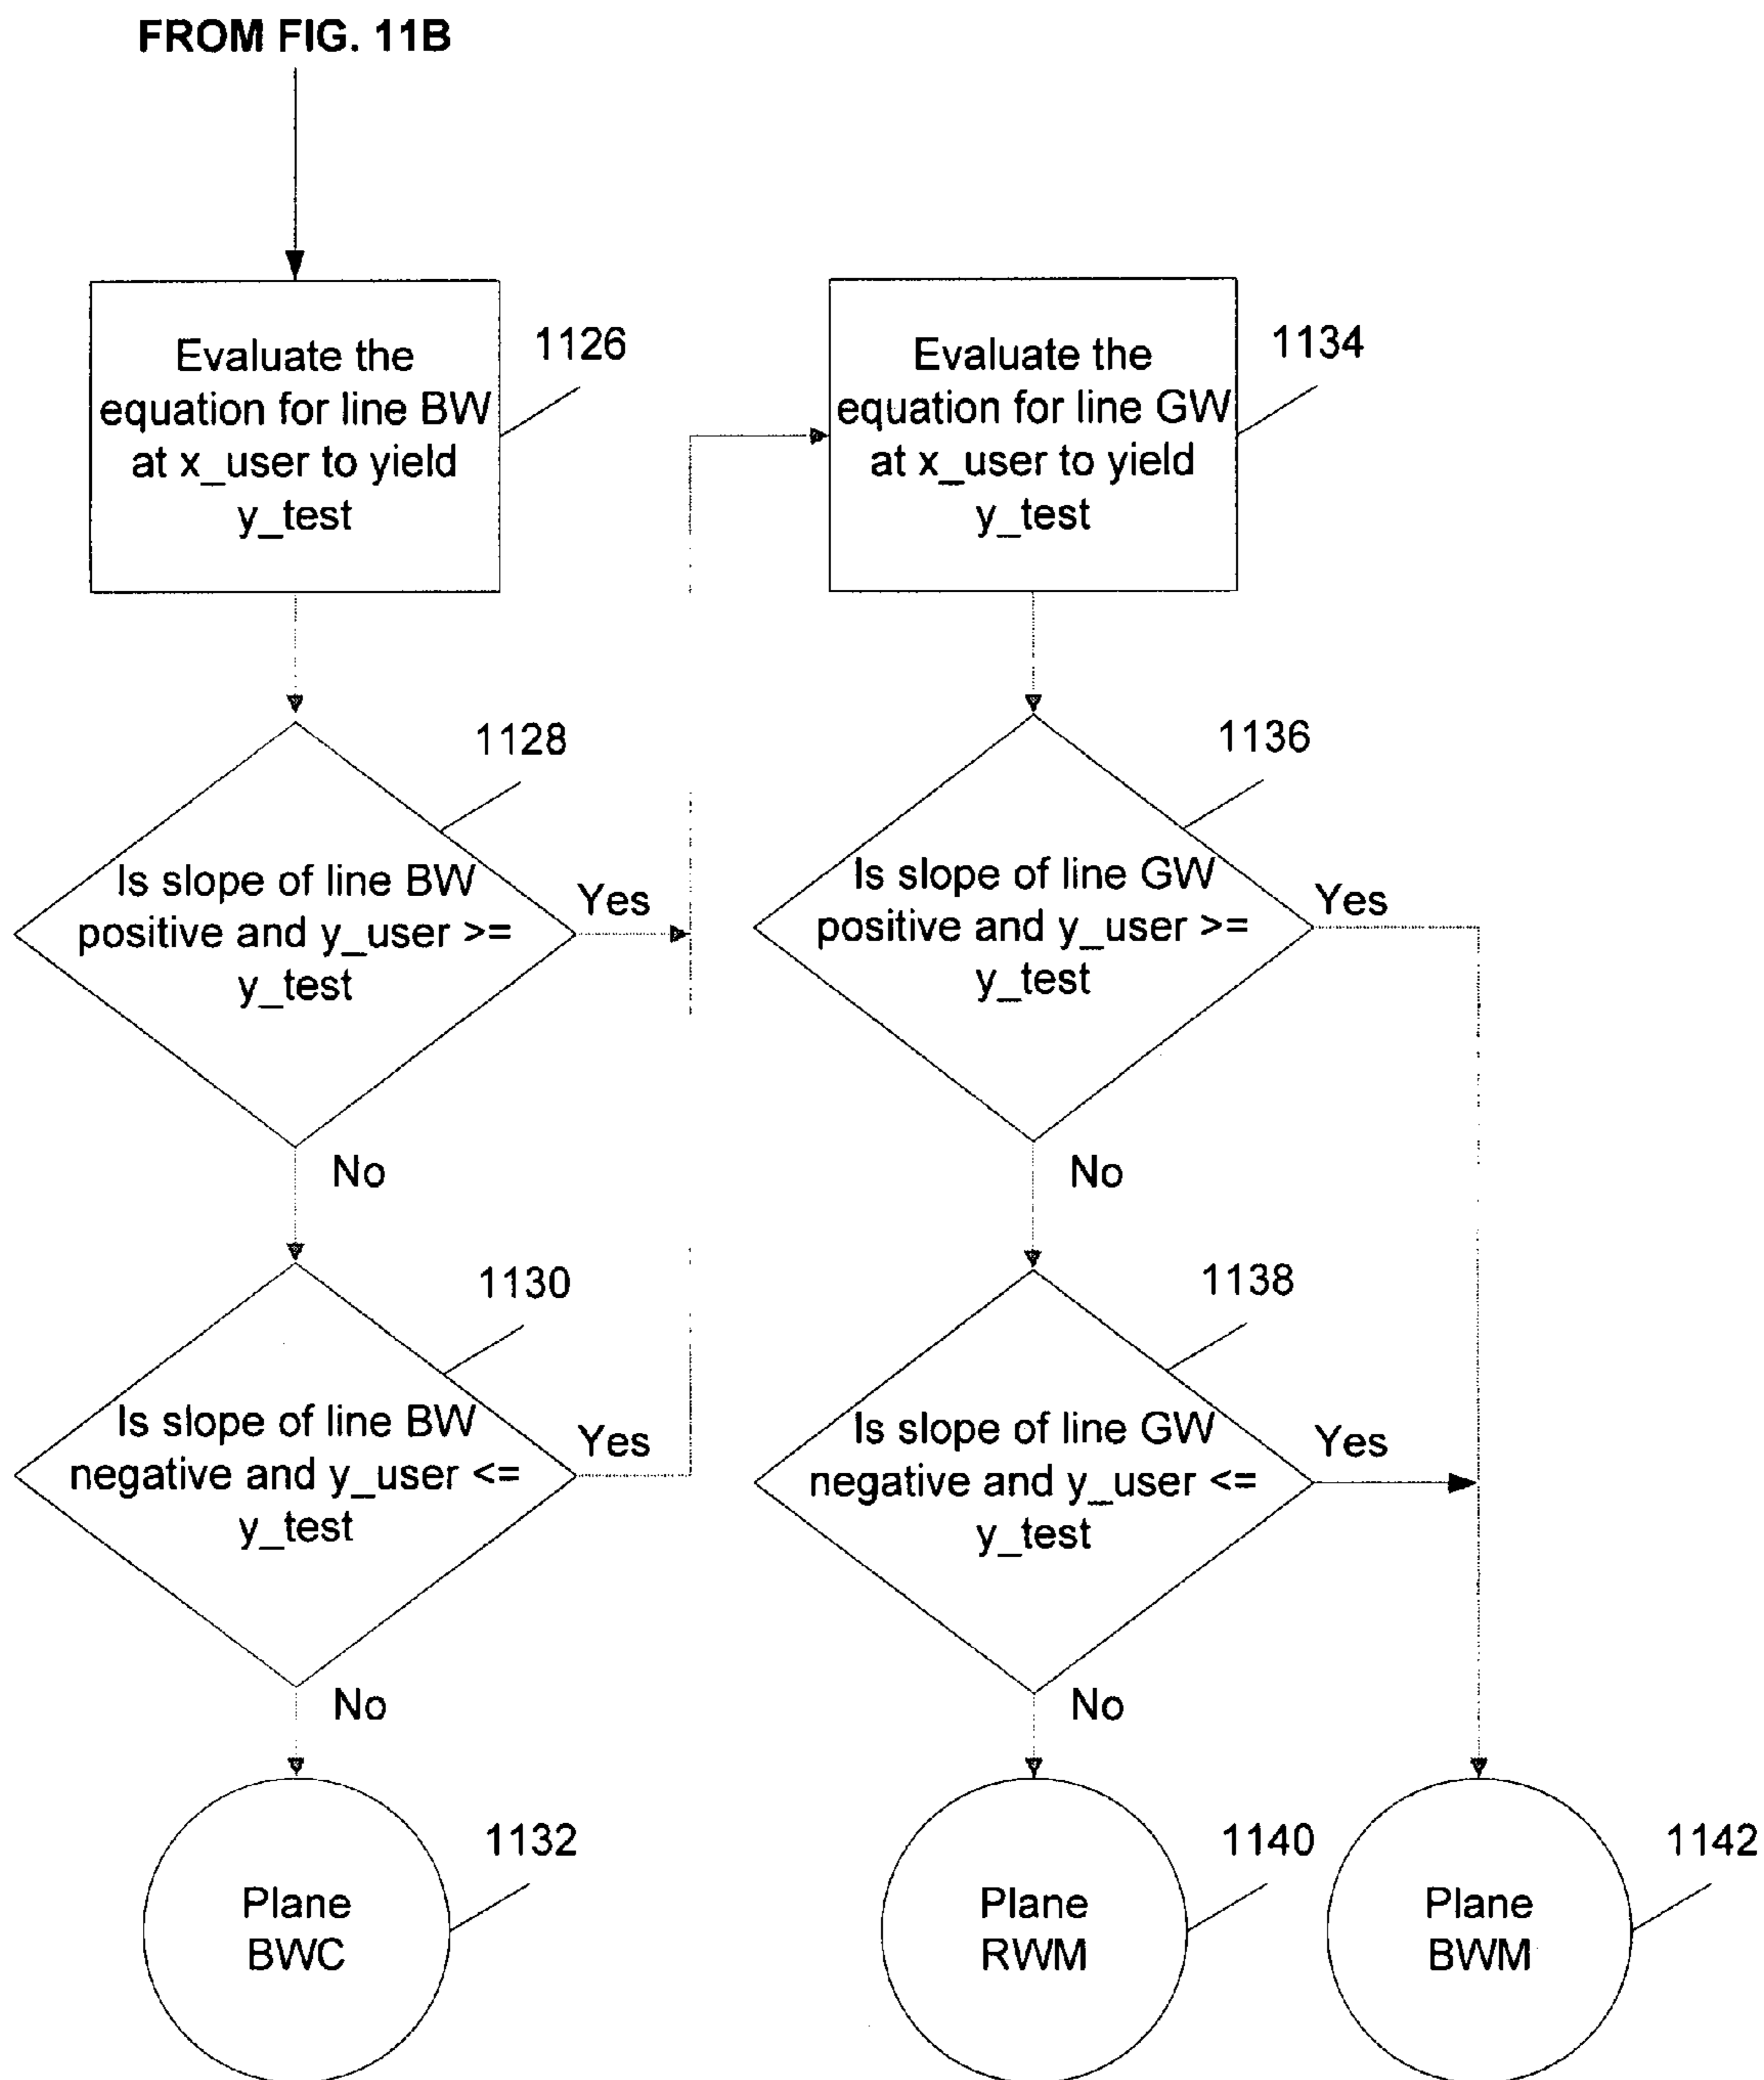 FROM FIG. 11B
Evaluate the
equation for line BW
at x_user to yield
y_test
1126
Evaluate the
equation for line GW
at x_user to yield
y_test
1134
1128
Is slope of line BW
positive and y_user >=
y_test
Yes
No
1136
Is slope of line GW
positive and y_user >=
y_test
Yes
No
1130
Is slope of line BW
negative and y_user <=
y_test
Yes
No
1138
Is slope of line GW
negative and y_user <=
y_test
Yes
No
Plane
BWC
1132
Plane
RWM
1140
Plane
BWM
1142